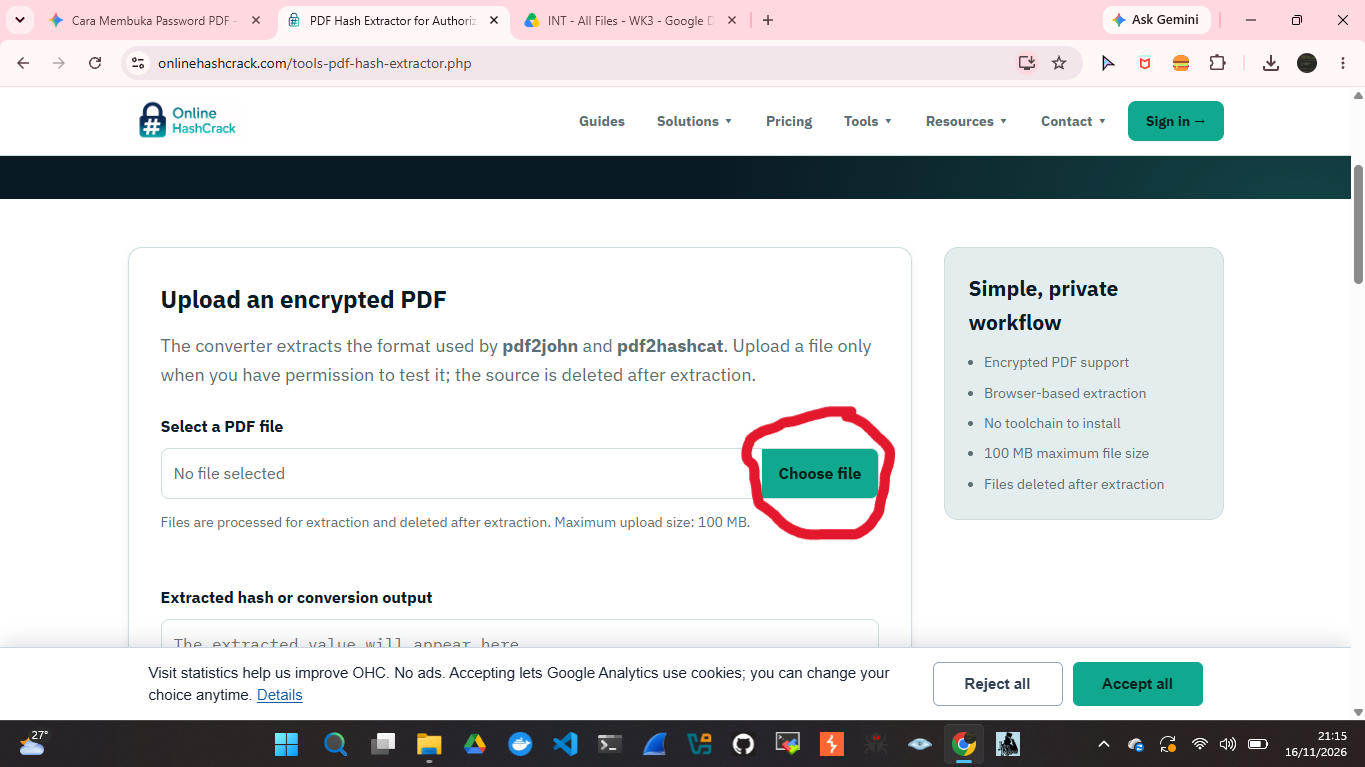 Cara Membuka Password PDF -
PDF Hash Extractor for Authoriz
INT - All Files - WK3 - Google D
Ask Gemini
onlinehashcrack.com/tools-pdf-hash-extractor.php
#
Online
HashCrack
Guides
Solutions
Pricing
Tools
Resources
Contact
Sign in →
Upload an encrypted PDF
The converter extracts the format used by pdf2john and pdf2hashcat. Upload a file only
when you have permission to test it; the source is deleted after extraction.
Select a PDF file
No file selected
Choose file
Files are processed for extraction and deleted after extraction. Maximum upload size: 100 MB.
Extracted hash or conversion output
The extracted value will appear here
Simple, private
workflow
Encrypted PDF support
Browser-based extraction
No toolchain to install
100 MB maximum file size
Files deleted after extraction
Visit statistics help us improve OHC. No ads. Accepting lets Google Analytics use cookies; you can change your
choice anytime. Details
Reject all
Accept all
27°
21:15
16/11/2026